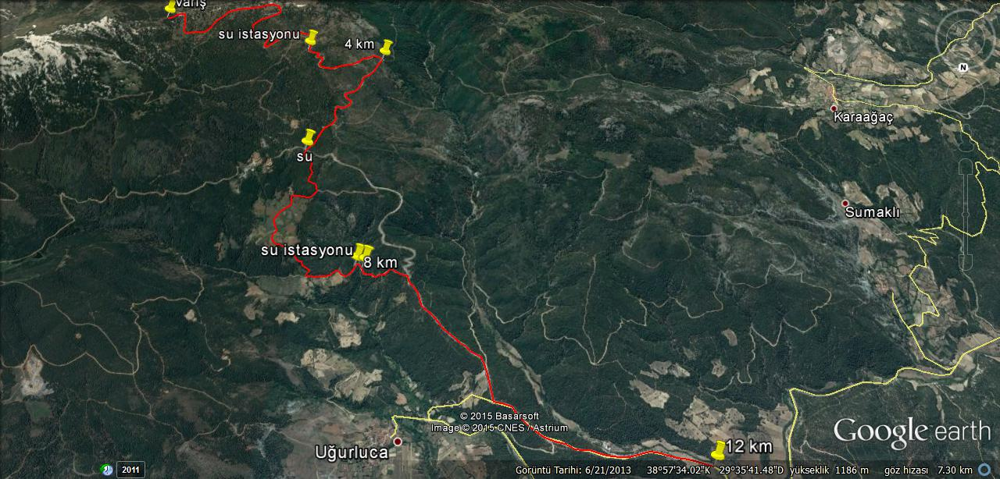 varış
su istasyonu
4 km
N
Karaağaç
su
Sumaklı
su istasyonu
8 km
© 2015 Basarsoft
Image © 2015 CNES / Astrium
Google earth
Uğurluca
12 km
2011
Görüntü Tarihi: 6/21/2013 38°57'34.02"K 29°35'41.48"D yükseklik 1186 m göz hizası 7.30 km